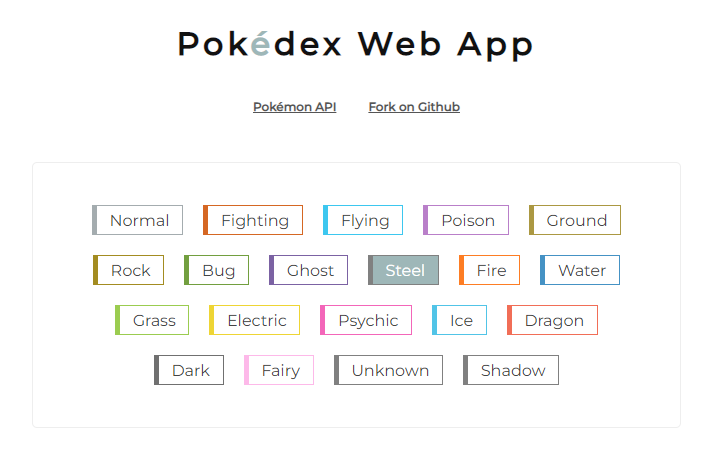 Pokédex Web App
Pokémon API Fork on Github
Normal Fighting Flying Poison Ground
Rock Bug Ghost Steel Fire Water
Grass Electric Psychic Ice Dragon
Dark Fairy Unknown Shadow